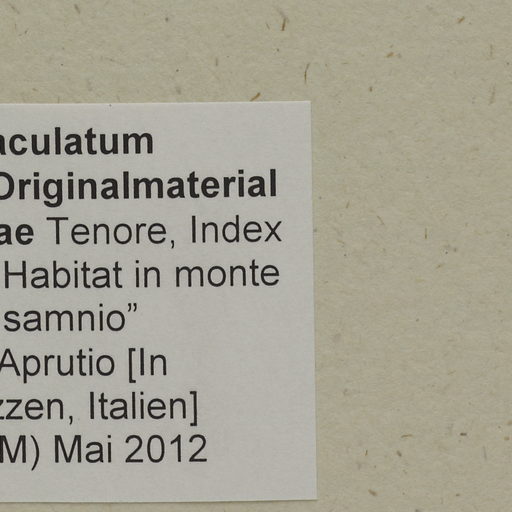 aculatum
Originalmaterial
ae Tenore, Index
Habitat in monte
samnio”
Aprutio [In
zzen, Italien]
M) Mai 2012